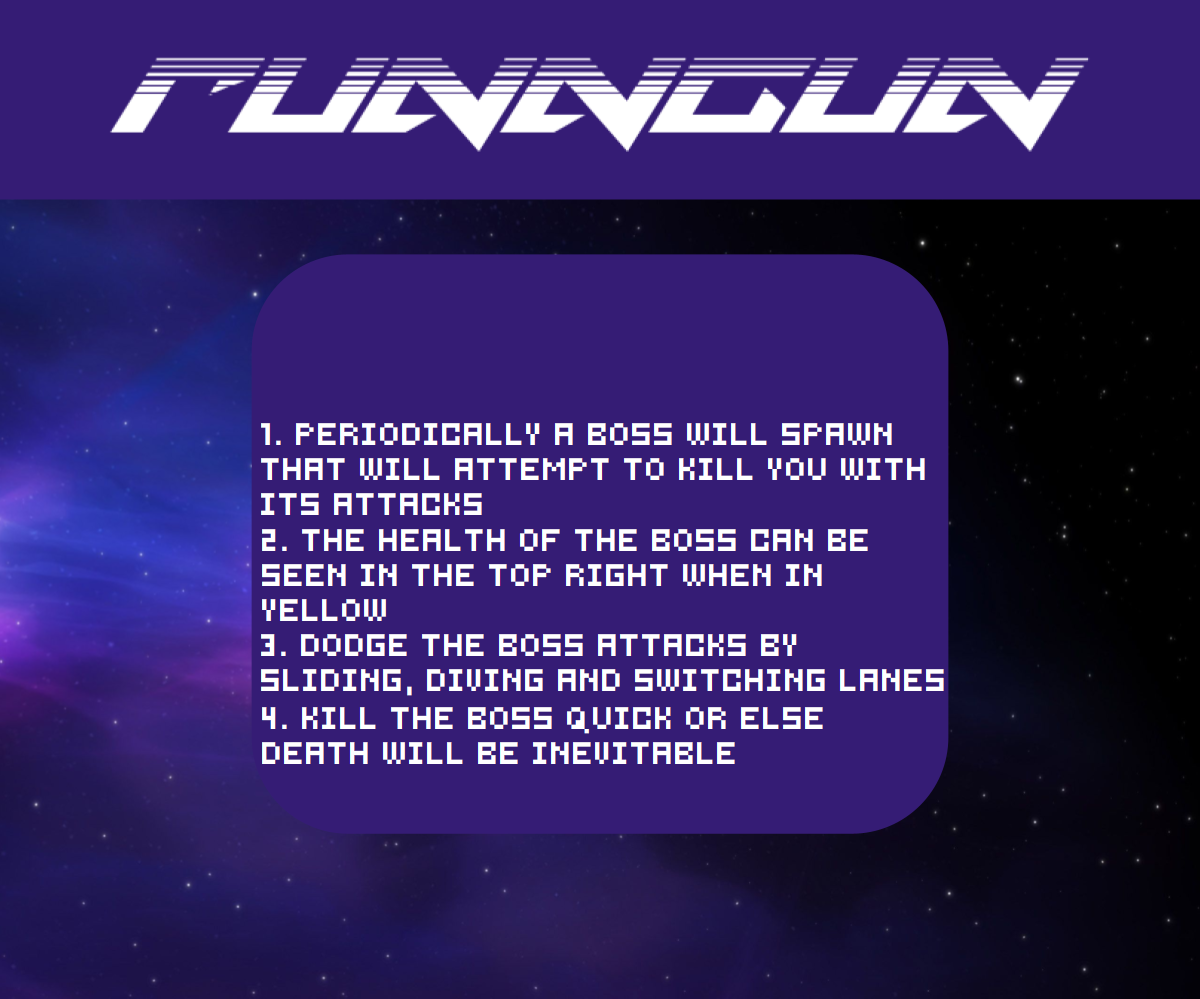 RUNNGUN
1. PERIODICALLY A BOSS WILL SPAWN
THAT WILL ATTEMPT TO KILL YOU WITH
ITS ATTACKS
2. THE HEALTH OF THE BOSS CAN BE
SEEN IN THE TOP RIGHT WHEN IN
YELLOW
3. DODGE THE BOSS ATTACKS BY
SLIDING, DIVING AND SWITCHING LANES
4. KILL THE BOSS QUICK OR ELSE
DEATH WILL BE INEVITABLE